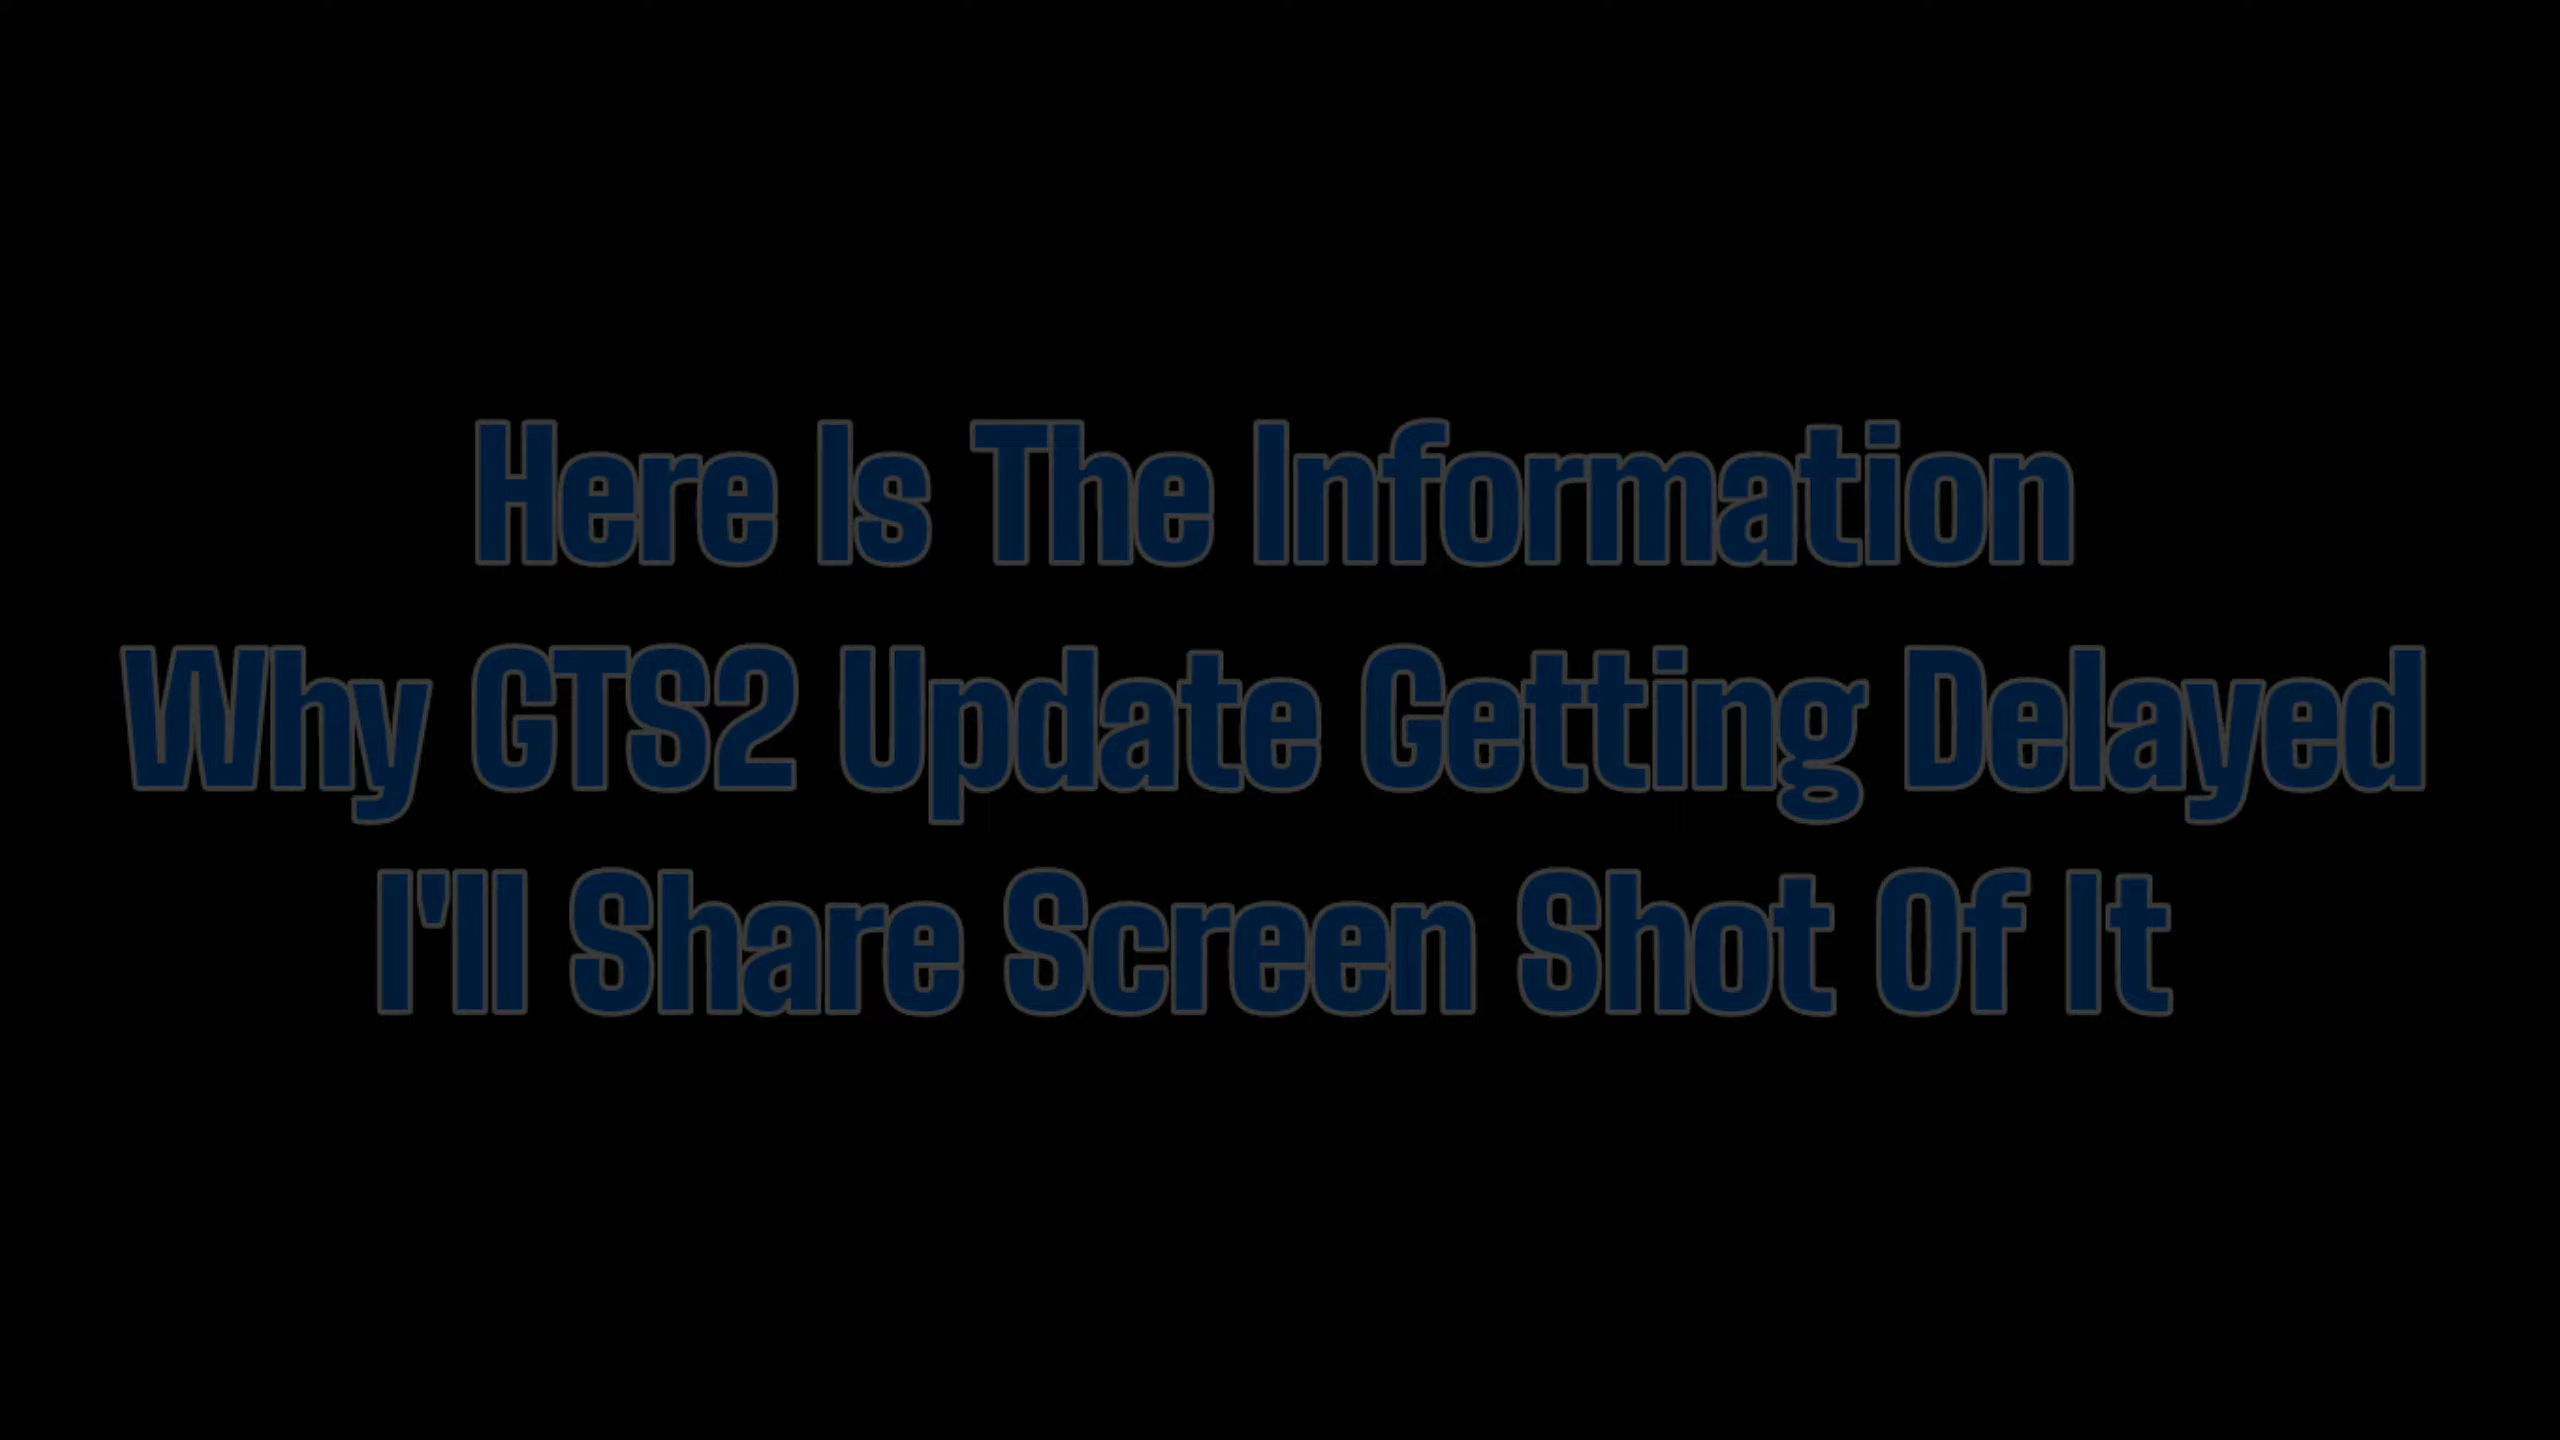 Here Is The Information
Why GTS2 Update Getting Delayed
I'll Share Screen Shot Of It